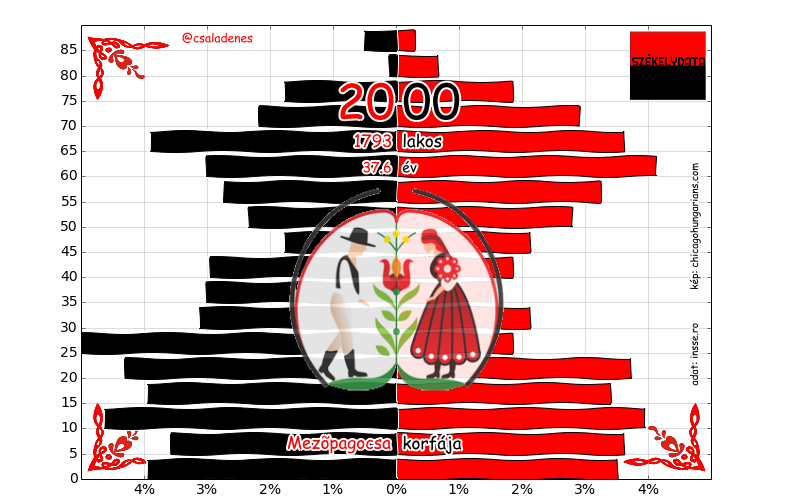 @csaladenes
SZÉKELYDATA
2000
1793 lakos
37.6 év
Mezõpagocsa korfája
kép: chicagohungarians.com
adat: insse.ro
85
80
75
70
65
60
55
50
45
40
35
30
25
20
15
10
5
0
4% 3% 2% 1% 0% 1% 2% 3% 4%